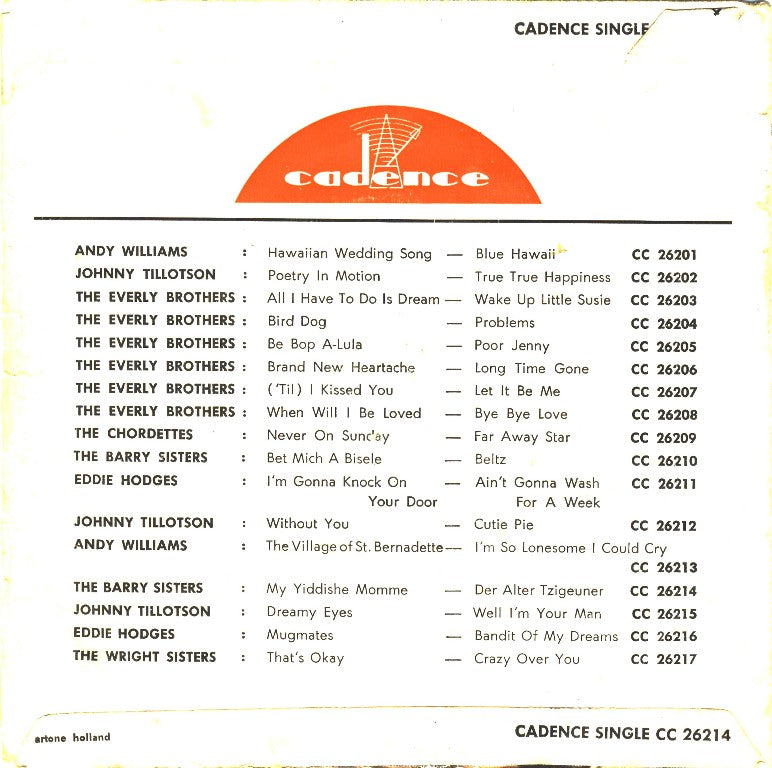 CADENCE SINGLE
cadence
ANDY WILLIAMS : Hawaiian Wedding Song — Blue Hawaii CC 26201
JOHNNY TILLOTSON : Poetry In Motion — True True Happiness CC 26202
THE EVERLY BROTHERS : All I Have To Do Is Dream — Wake Up Little Susie CC 26203
THE EVERLY BROTHERS : Bird Dog — Problems CC 26204
THE EVERLY BROTHERS : Be Bop A-Lula — Poor Jenny CC 26205
THE EVERLY BROTHERS : Brand New Heartache — Long Time Gone CC 26206
THE EVERLY BROTHERS : ('Til) I Kissed You — Let It Be Me CC 26207
THE EVERLY BROTHERS : When Will I Be Loved — Bye Bye Love CC 26208
THE CHORDETTES : Never On Sunday — Far Away Star CC 26209
THE BARRY SISTERS : Bet Mich A Bisele — Beltz CC 26210
EDDIE HODGES : I'm Gonna Knock On — Ain't Gonna Wash CC 26211
Your Door For A Week
JOHNNY TILLOTSON : Without You — Cutie Pie CC 26212
ANDY WILLIAMS : The Village of St. Bernadette — I'm So Lonesome I Could Cry
CC 26213
THE BARRY SISTERS : My Yiddishe Momme — Der Alter Tzigeuner CC 26214
JOHNNY TILLOTSON : Dreamy Eyes — Well I'm Your Man CC 26215
EDDIE HODGES : Mugmates — Bandit Of My Dreams CC 26216
THE WRIGHT SISTERS : That's Okay — Crazy Over You CC 26217
artone holland
CADENCE SINGLE CC 26214